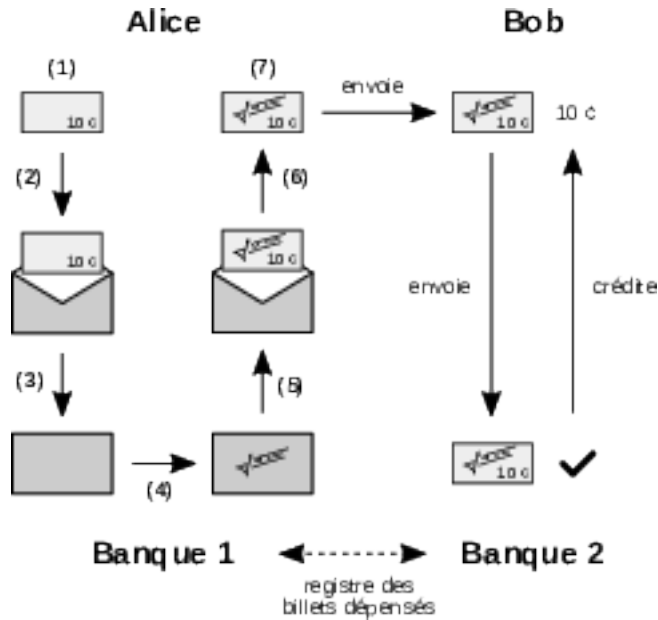 Alice
Bob
(1)
(7)
envoie
10 ¢
10 ¢
10 ¢
10 ¢
(2)
(6)
10 ¢
10 ¢
envoie
crédite
(3)
(5)
(4)
10 ¢
Banque 1
Banque 2
registre des
billets dépensés